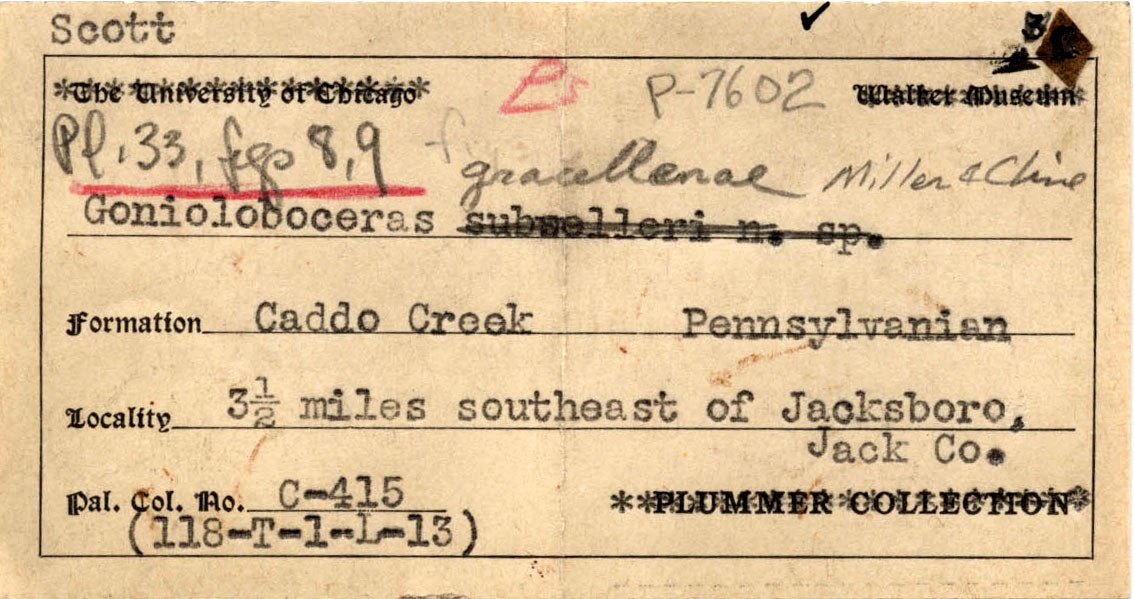 Scott ✓
The University of Chicago P-7602 Walker Museum
Pl. 33, figs 8,9 gracellenae Miller & Cline
Gonioloboceras subwelleri n. sp.
Formation Caddo Creek Pennsylvanian
Locality 3½ miles southeast of Jacksboro,
Jack Co.
Pal. Col. No. C-415 PLUMMER COLLECTION
(118-T-1-L-13)